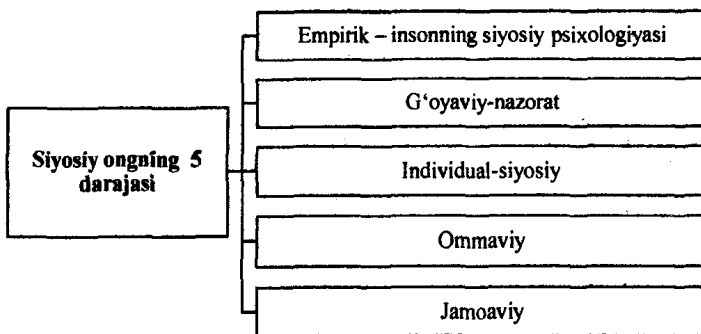 Siyosiy ongning 5
darajasi
Empirik – insonning siyosiy psixologiyasi
G‘oyaviy-nazorat
Individual-siyosiy
Ommaviy
Jamoaviy